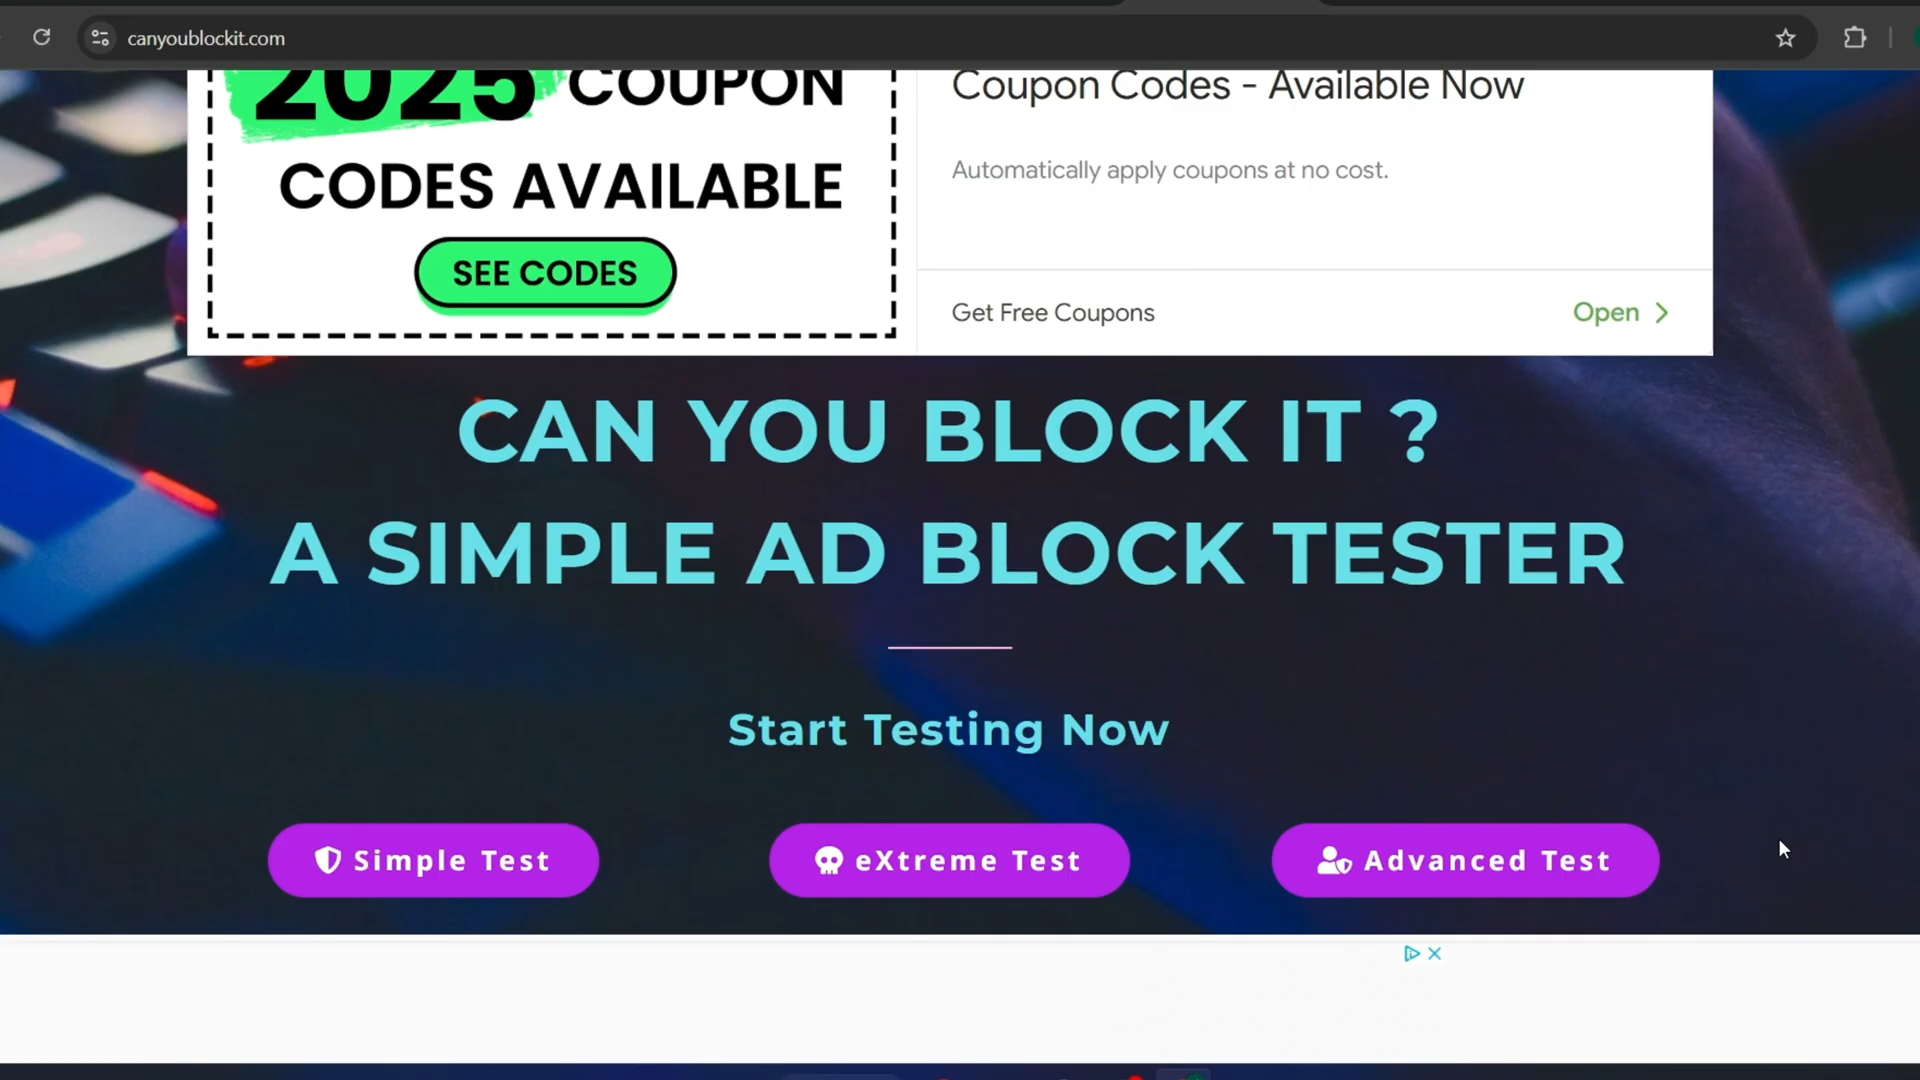 canyoublockit.com
2025 COUPON
CODES AVAILABLE
SEE CODES
Coupon Codes - Available Now
Automatically apply coupons at no cost.
Get Free Coupons
Open
CAN YOU BLOCK IT ?
A SIMPLE AD BLOCK TESTER
Start Testing Now
Simple Test
eXtreme Test
Advanced Test